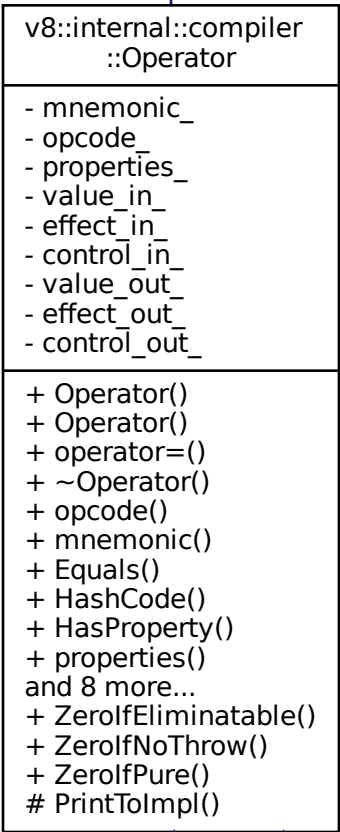 v8::internal::compiler
::Operator
- mnemonic_
- opcode_
- properties_
- value_in_
- effect_in_
- control_in_
- value_out_
- effect_out_
- control_out_
+ Operator()
+ Operator()
+ operator=()
+ ~Operator()
+ opcode()
+ mnemonic()
+ Equals()
+ HashCode()
+ HasProperty()
+ properties()
and 8 more...
+ ZeroIfEliminatable()
+ ZeroIfNoThrow()
+ ZeroIfPure()
# PrintToImpl()